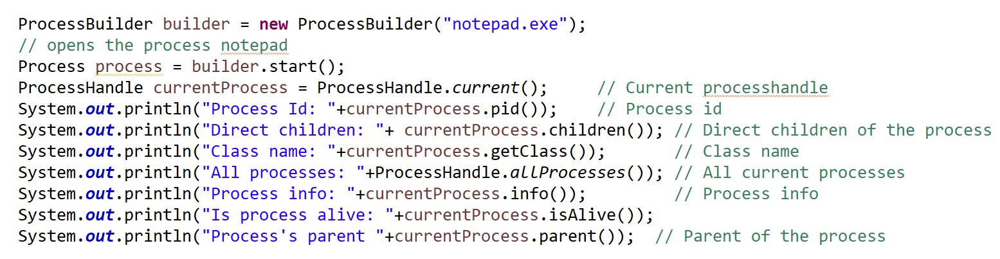 ProcessBuilder builder = new ProcessBuilder("notepad.exe");
// opens the process notepad
Process process = builder.start();
ProcessHandle currentProcess = ProcessHandle.current();     // Current processhandle
System.out.println("Process Id: "+currentProcess.pid());    // Process id
System.out.println("Direct children: "+ currentProcess.children()); // Direct children of the process
System.out.println("Class name: "+currentProcess.getClass());       // Class name
System.out.println("All processes: "+ProcessHandle.allProcesses()); // All current processes
System.out.println("Process info: "+currentProcess.info());         // Process info
System.out.println("Is process alive: "+currentProcess.isAlive());
System.out.println("Process's parent "+currentProcess.parent());  // Parent of the process